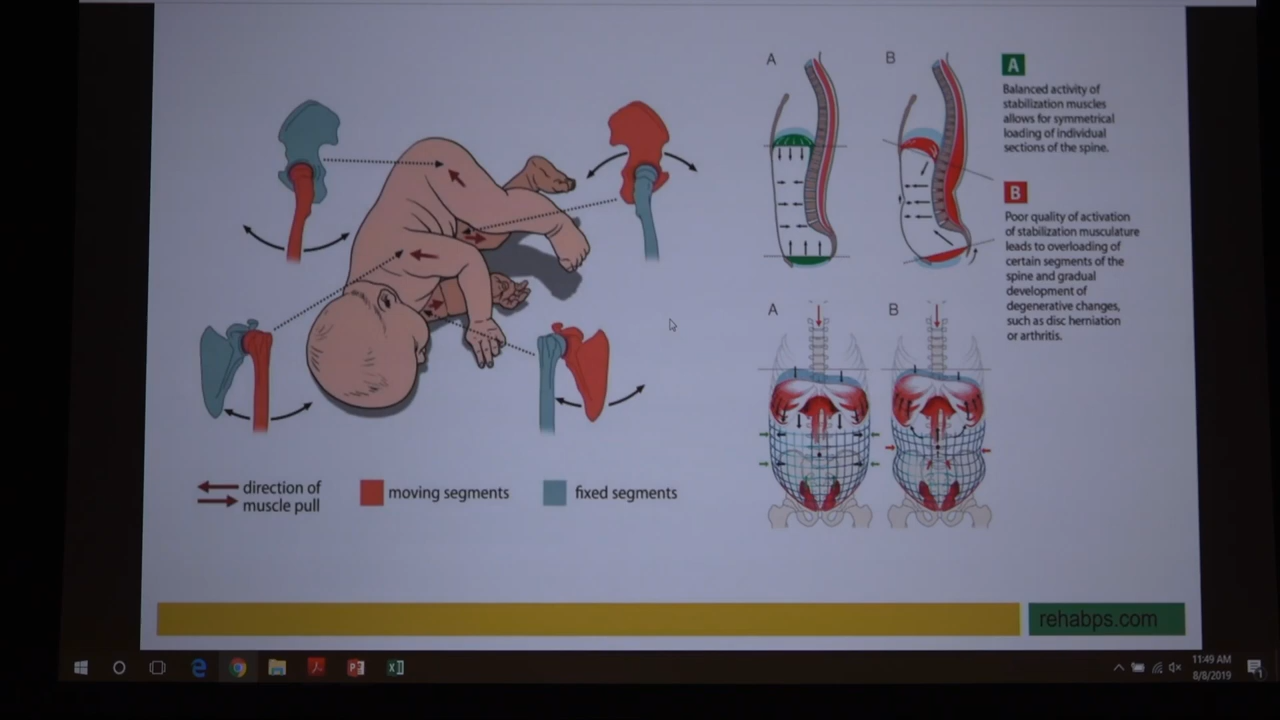 A
B
A
Balanced activity of
stabilization muscles
allows for symmetrical
loading of individual
sections of the spine.
B
Poor quality of activation
of stabilization musculature
leads to overloading of
certain segments of the
spine and gradual
development of
degenerative changes,
such as disc herniation
or arthritis.
A
B
direction of
muscle pull
moving segments
fixed segments
rehabps.com
11:49 AM
8/8/2019